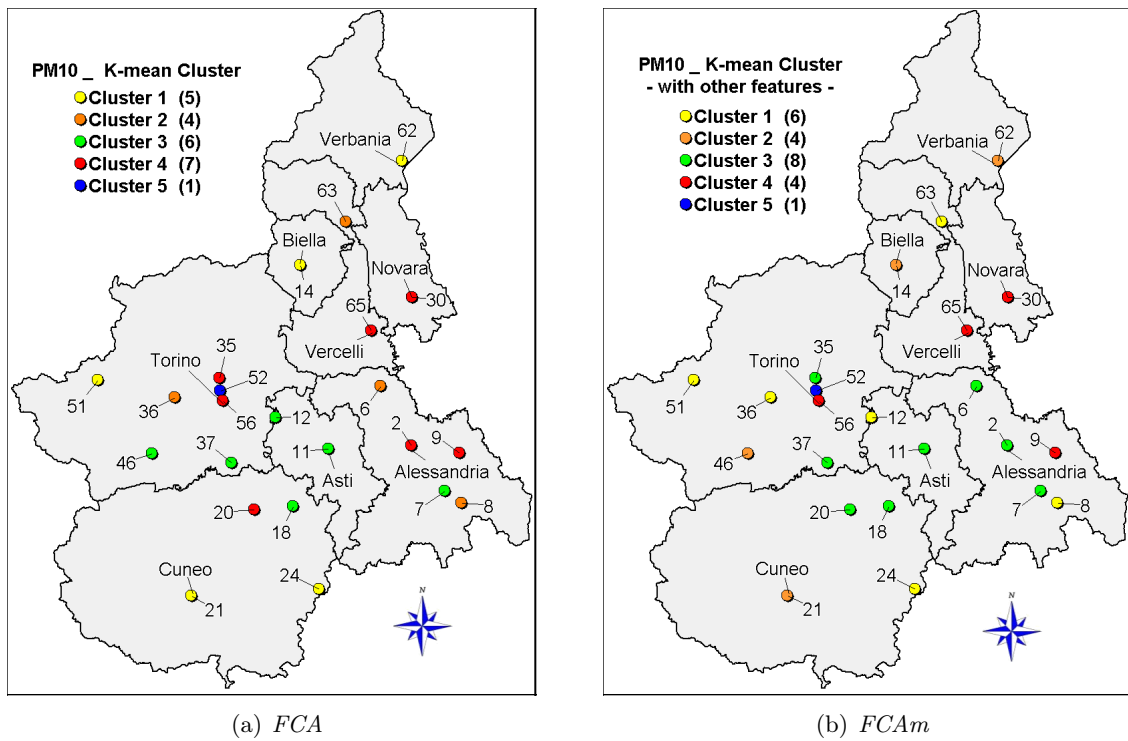 PM10 _ K-mean Cluster
Cluster 1 (5)
Cluster 2 (4)
Cluster 3 (6)
Cluster 4 (7)
Cluster 5 (1)
62
Verbania
63
Biella
14
Novara
30
65
Vercelli
35
Torino
52
51
36
56
6
12
2
9
46
37
11
Alessandria
Asti
7
8
20
18
Cuneo
24
21
N
(a) FCA
PM10 _ K-mean Cluster
- with other features -
Cluster 1 (6)
Cluster 2 (4)
Cluster 3 (8)
Cluster 4 (4)
Cluster 5 (1)
62
Verbania
63
Biella
14
Novara
30
65
Vercelli
35
Torino
52
51
36
56
6
12
2
9
46
37
11
Alessandria
Asti
7
8
20
18
Cuneo
24
21
N
(b) FCAm